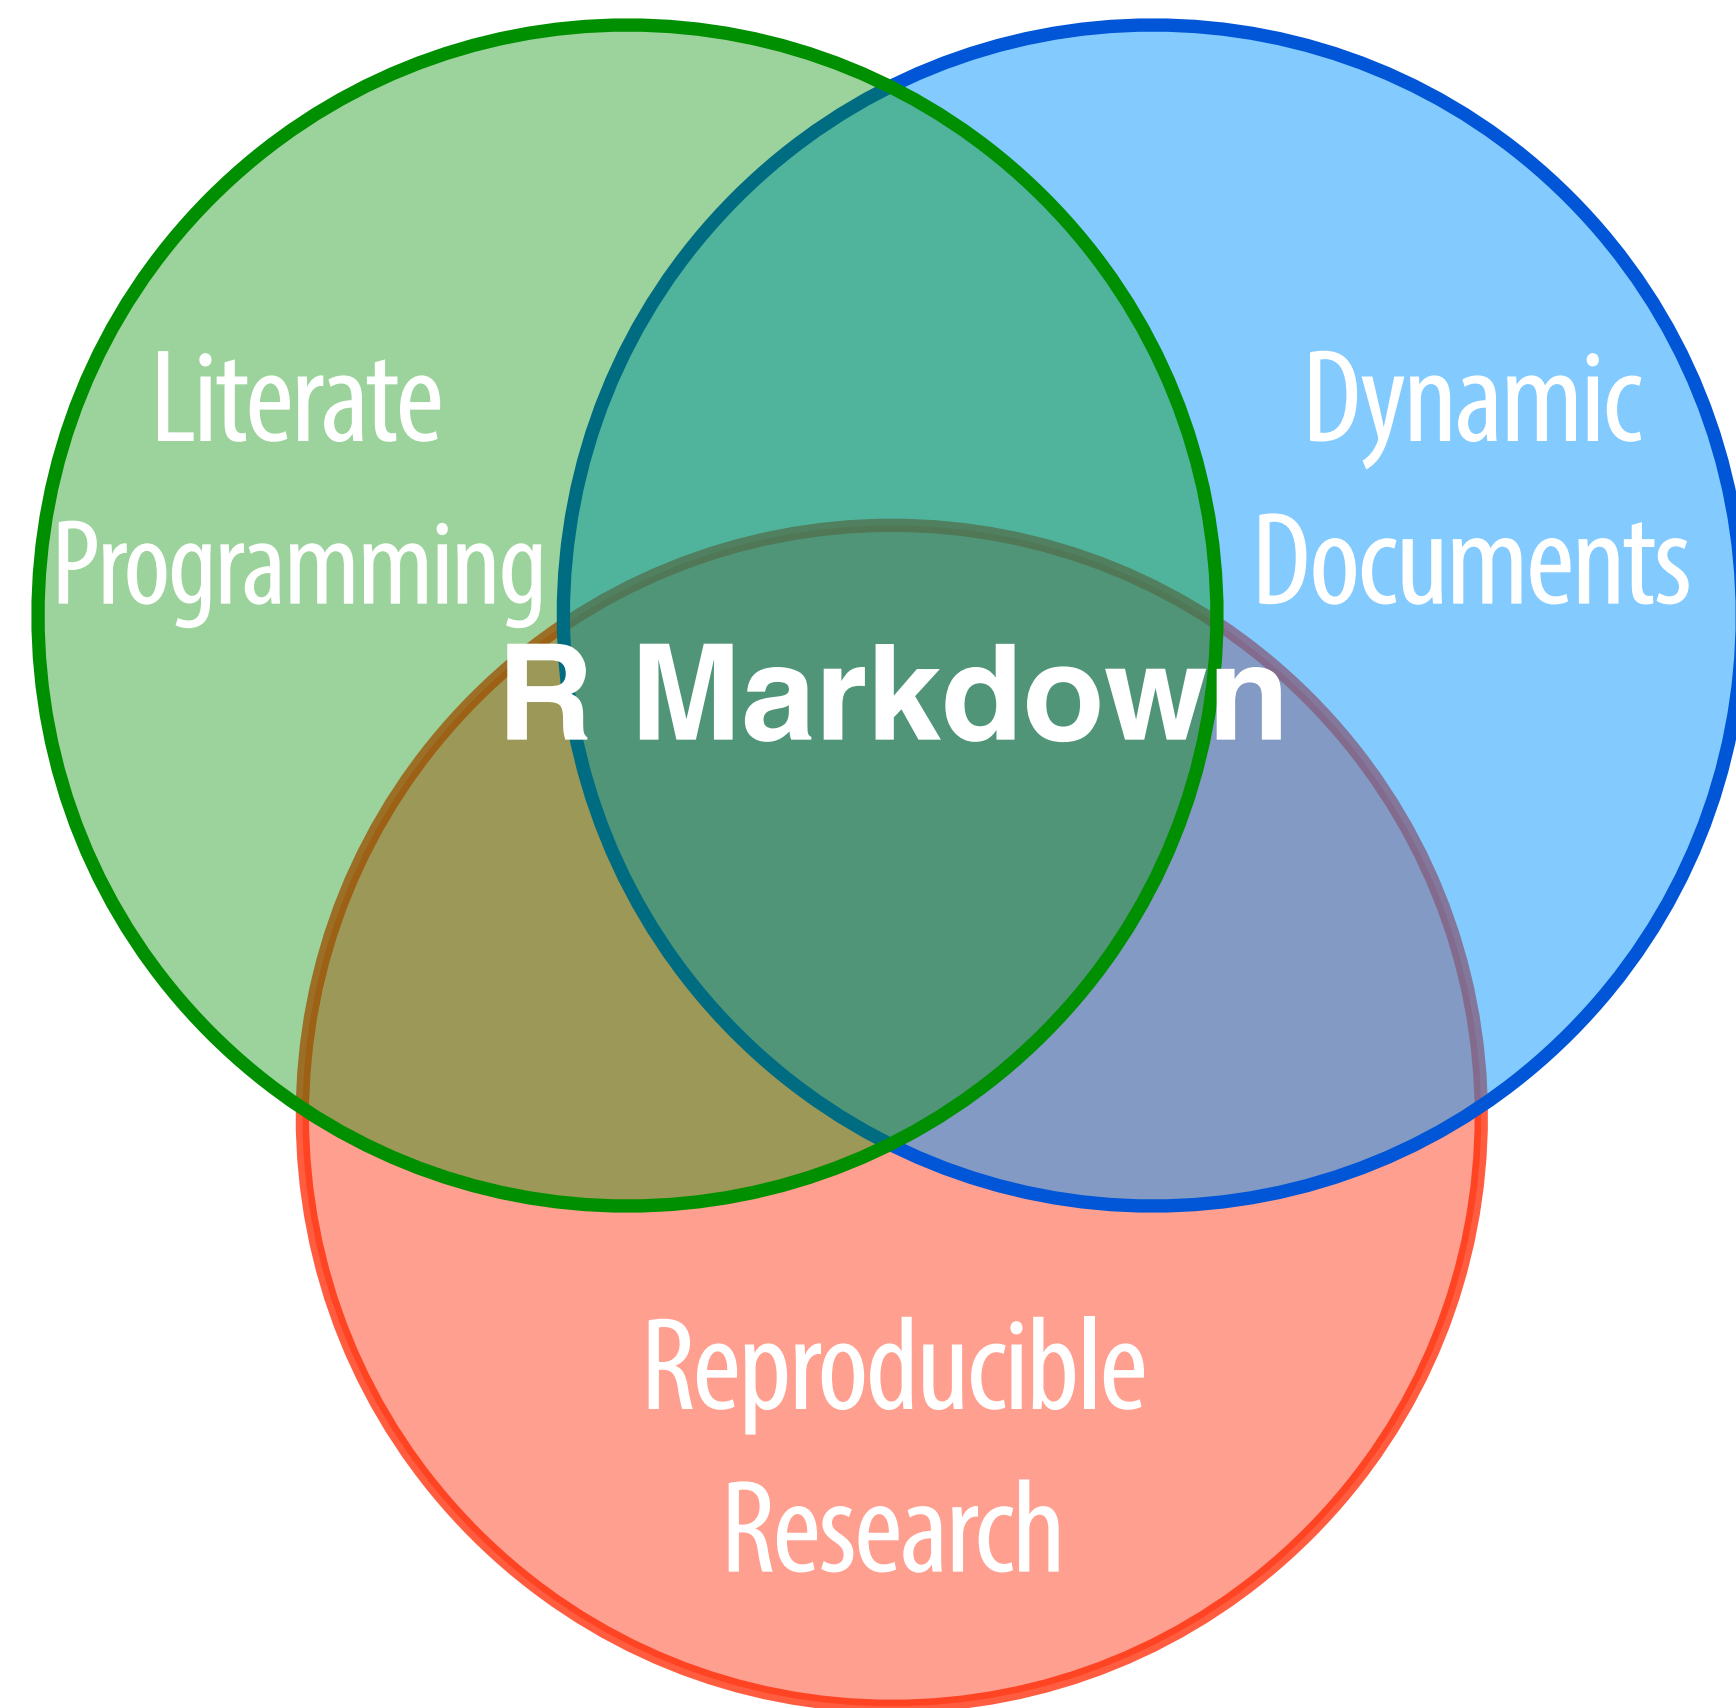 Literate
Programming
Dynamic
Documents
R Markdown
Reproducible
Research